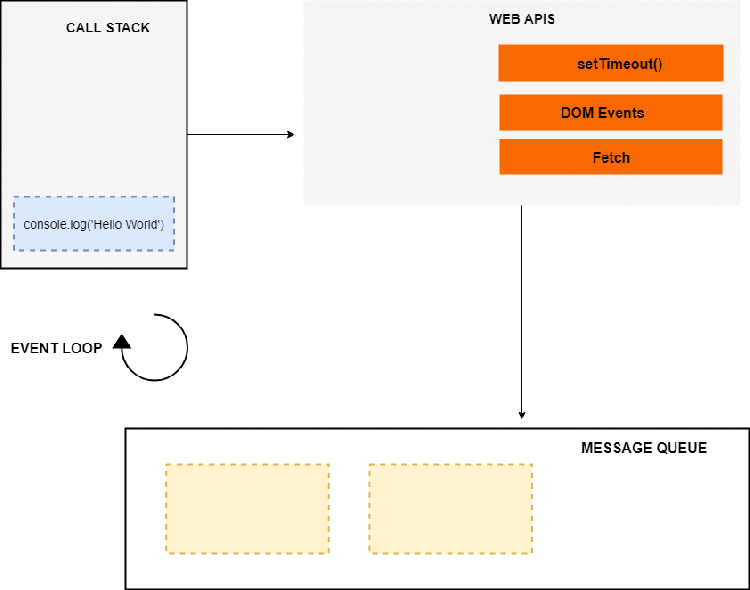 CALL STACK
WEB APIS
setTimeout()
DOM Events
Fetch
console.log('Hello World')
EVENT LOOP
MESSAGE QUEUE